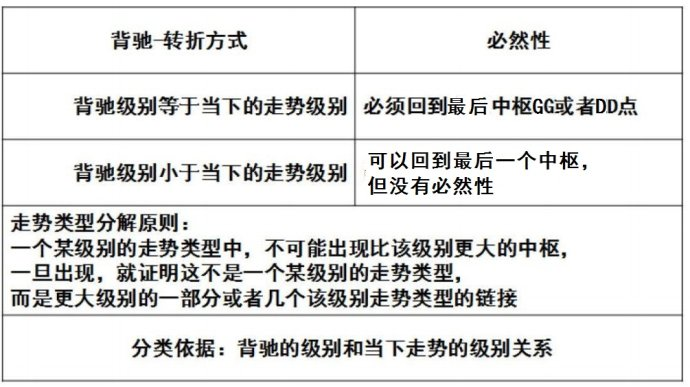 背驰-转折方式
必然性
背驰级别等于当下的走势级别
必须回到最后中枢GG或者DD点
背驰级别小于当下的走势级别
可以回到最后一个中枢，
但没有必然性
走势类型分解原则：
一个某级别的走势类型中，不可能出现比该级别更大的中枢，
一旦出现，就证明这不是一个某级别的走势类型，
而是更大级别的一部分或者几个该级别走势类型的链接
分类依据：背驰的级别和当下走势的级别关系